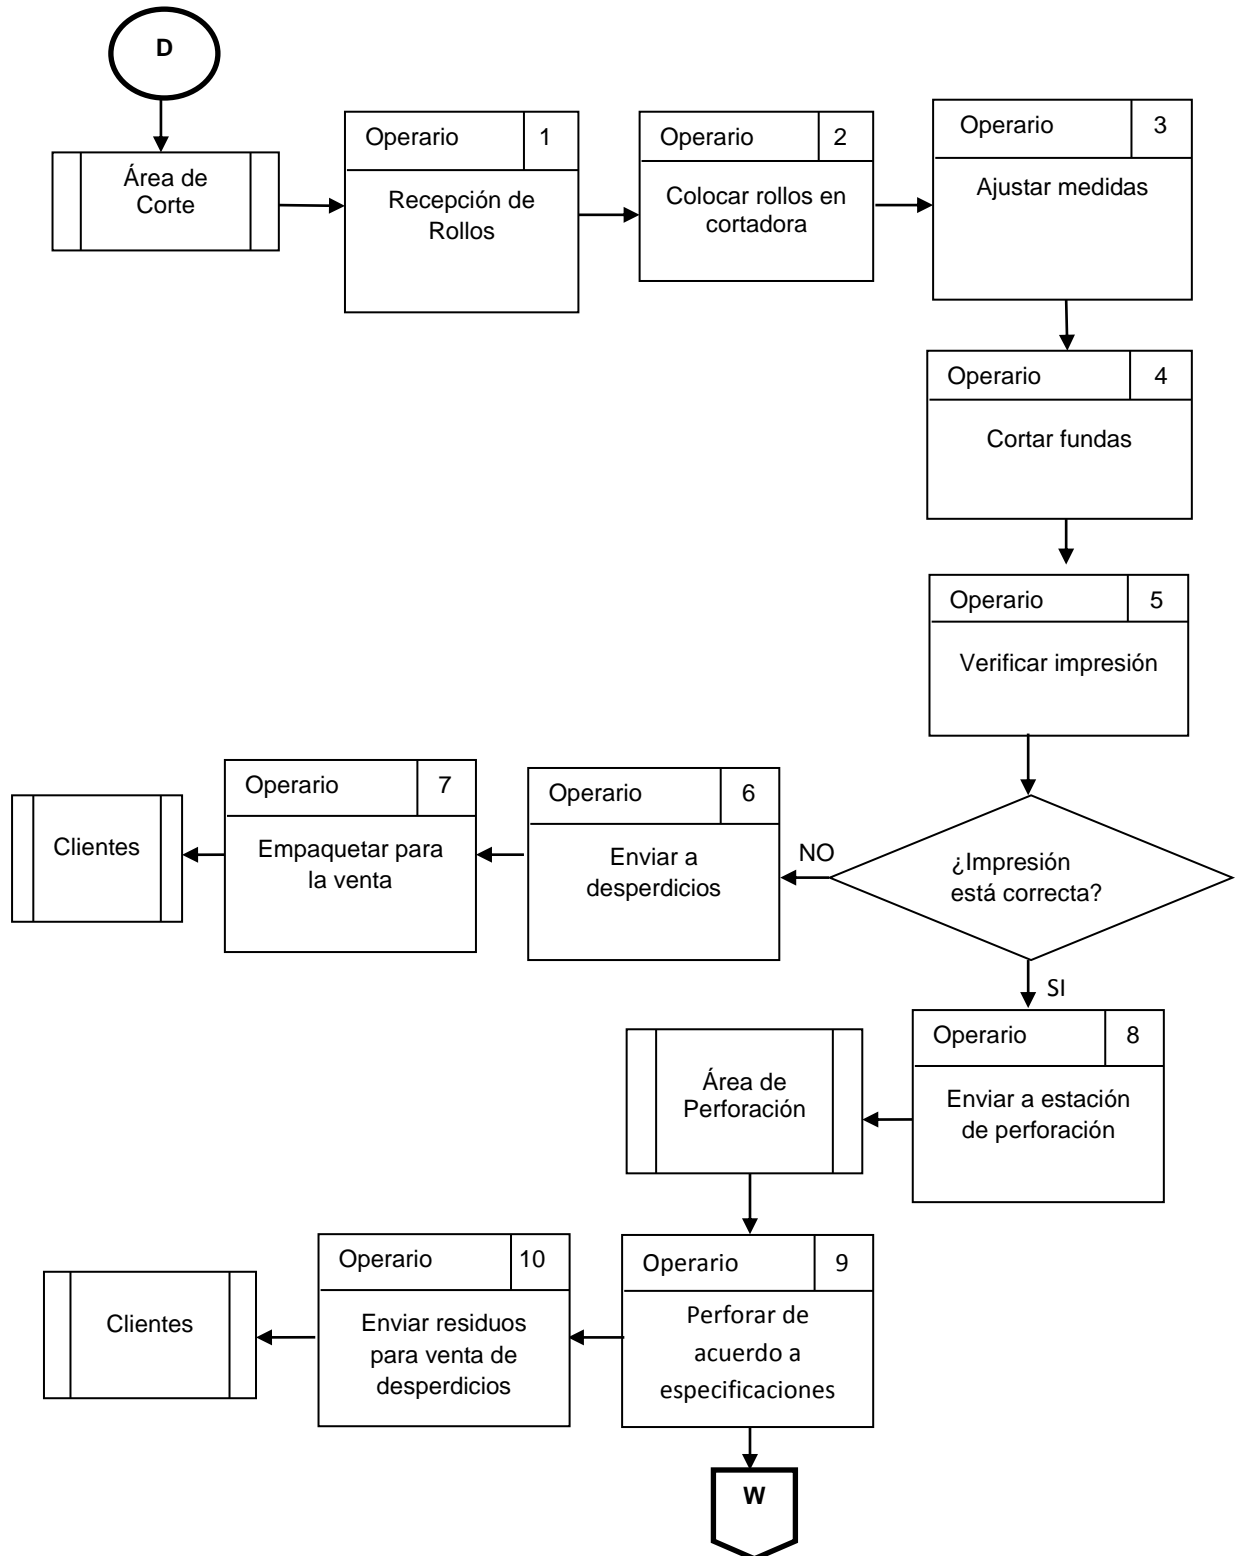 D
Área de
Corte
Operario 1
Recepción de
Rollos
Operario 2
Colocar rollos en
cortadora
Operario 3
Ajustar medidas
Operario 4
Cortar fundas
Operario 5
Verificar impresión
¿Impresión
está correcta?
NO
Operario 6
Enviar a
desperdicios
Operario 7
Empaquetar para
la venta
Clientes
SI
Operario 8
Enviar a estación
de perforación
Área de
Perforación
Operario 9
Perforar de
acuerdo a
especificaciones
Operario 10
Enviar residuos
para venta de
desperdicios
Clientes
W